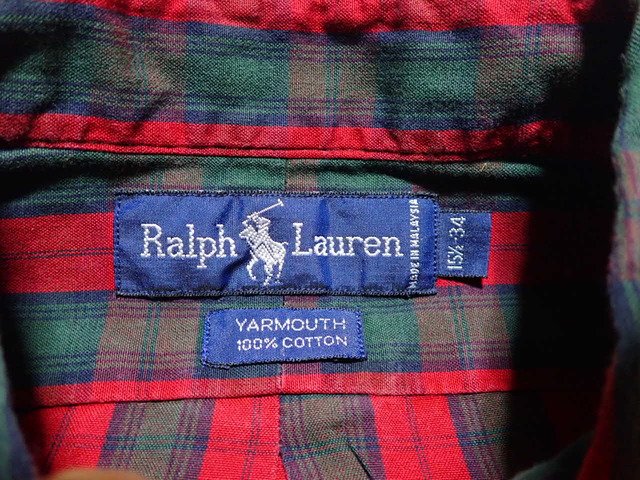 Ralph Lauren
MADE IN MALAYSIA
15½-34
YARMOUTH
100% COTTON